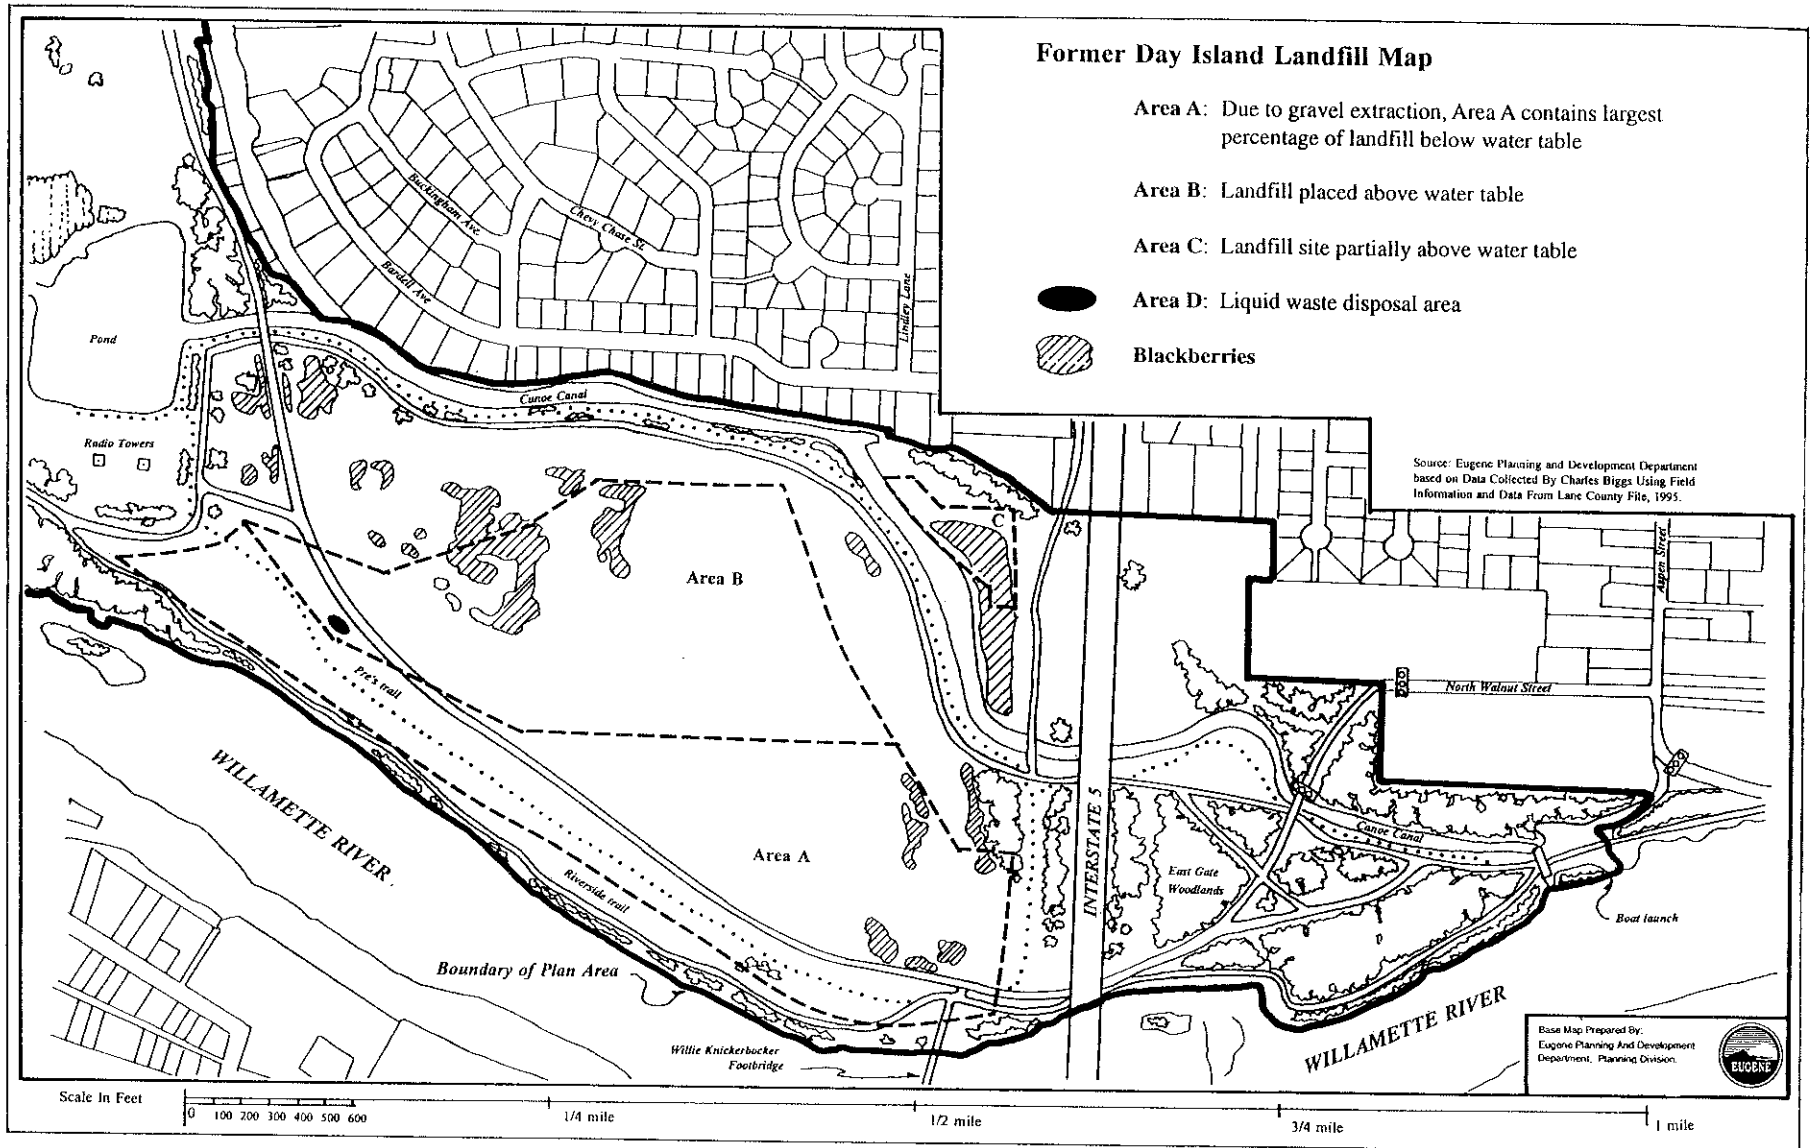 Former Day Island Landfill Map
Area A: Due to gravel extraction, Area A contains largest
percentage of landfill below water table
Area B: Landfill placed above water table
Area C: Landfill site partially above water table
Area D: Liquid waste disposal area
Blackberries
Source: Eugene Planning and Development Department
based on Data Collected By Charles Biggs Using Field
Information and Data From Lane County File, 1995.
Buckingham Ave.
Chevy Chase St.
Bardell Ave
Lindley Lane
Pond
Canoe Canal
Radio Towers
C
Area B
Aspen Street
Pre's trail
North Walnut Street
WILLAMETTE RIVER
INTERSTATE 5
Canoe Canal
Area A
East Gate
Woodlands
Riverside trail
Boat launch
Boundary of Plan Area
WILLAMETTE RIVER
Willie Knickerbocker
Footbridge
Base Map Prepared By:
Eugene Planning And Development
Department, Planning Division.
EUGENE
Scale In Feet
0 100 200 300 400 500 600
1/4 mile
1/2 mile
3/4 mile
1 mile